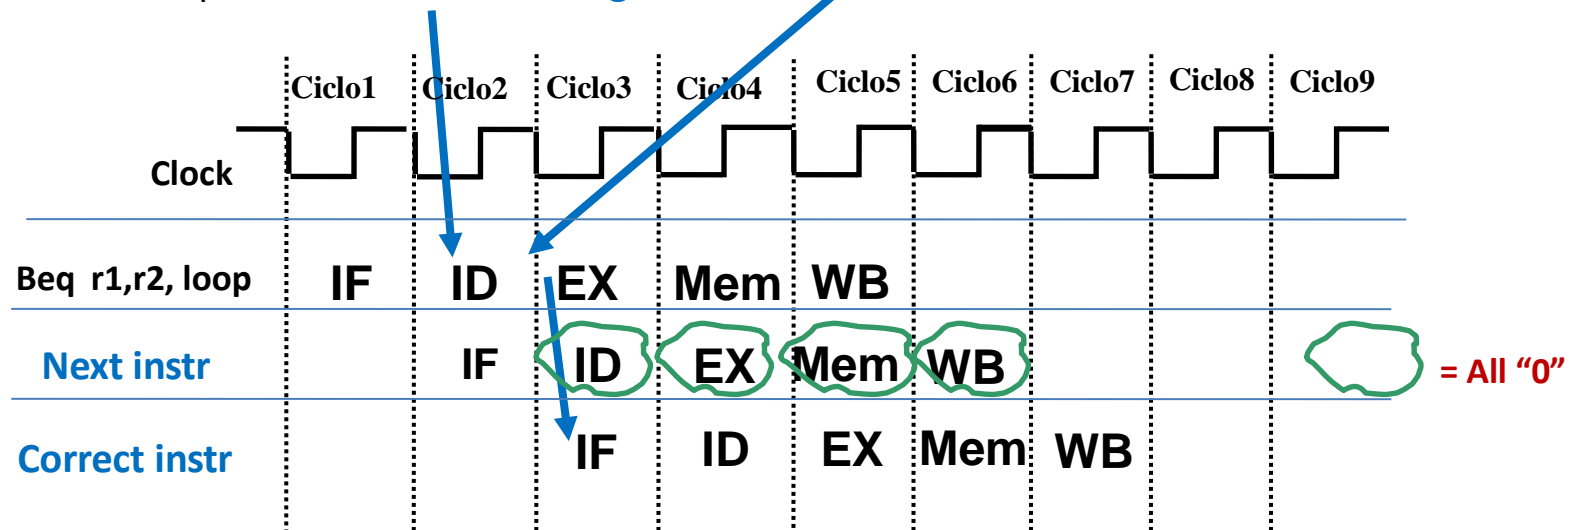 Ciclo1 Ciclo2 Ciclo3 Ciclo4 Ciclo5 Ciclo6 Ciclo7 Ciclo8 Ciclo9
Clock
Beq r1,r2, loop IF ID EX Mem WB
Next instr IF ID EX Mem WB = All “0”
Correct instr IF ID EX Mem WB